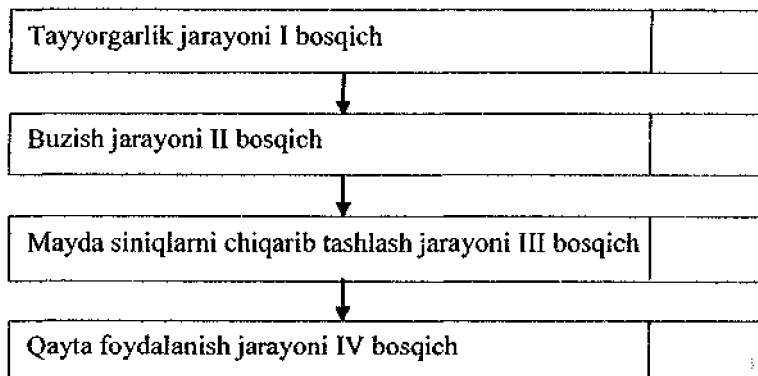 Tayyorgarlik jarayoni I bosqich
Buzish jarayoni II bosqich
Mayda siniqlarni chiqarib tashlash jarayoni III bosqich
Qayta foydalanish jarayoni IV bosqich